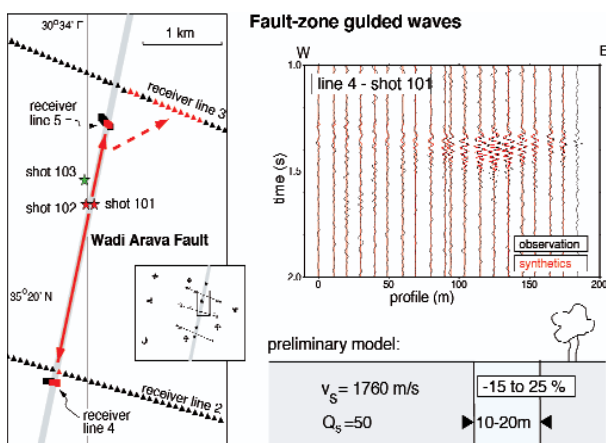 Fault-zone guided waves
30°34' Γ
1 km
receiver line 3
receiver
line 5
shot 103
shot 102
shot 101
Wadi Arava Fault
35°20' N
receiver line 2
receiver
line 4
W
E
line 4 - shot 101
time (s)
1.0
1.5
2.0
observation
synthetics
0 50 100 150 200
profile (m)
preliminary model:
vS= 1760 m/s
QS=50
-15 to 25 %
10-20m